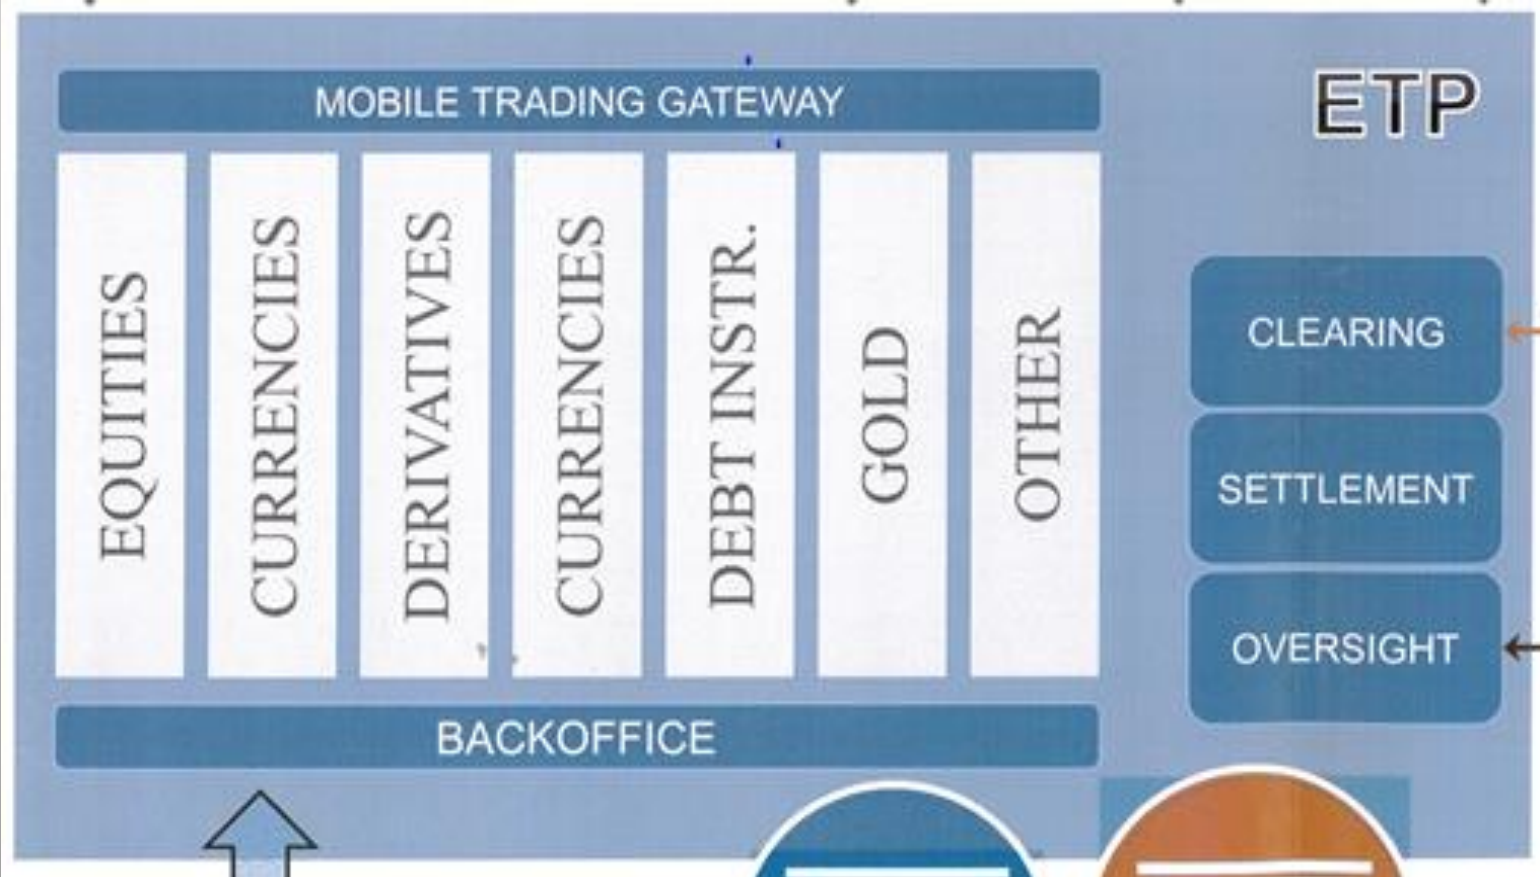 MOBILE TRADING GATEWAY
ETP
EQUITIES
CURRENCIES
DERIVATIVES
CURRENCIES
DEBT INSTR.
GOLD
OTHER
CLEARING
SETTLEMENT
OVERSIGHT
BACKOFFICE